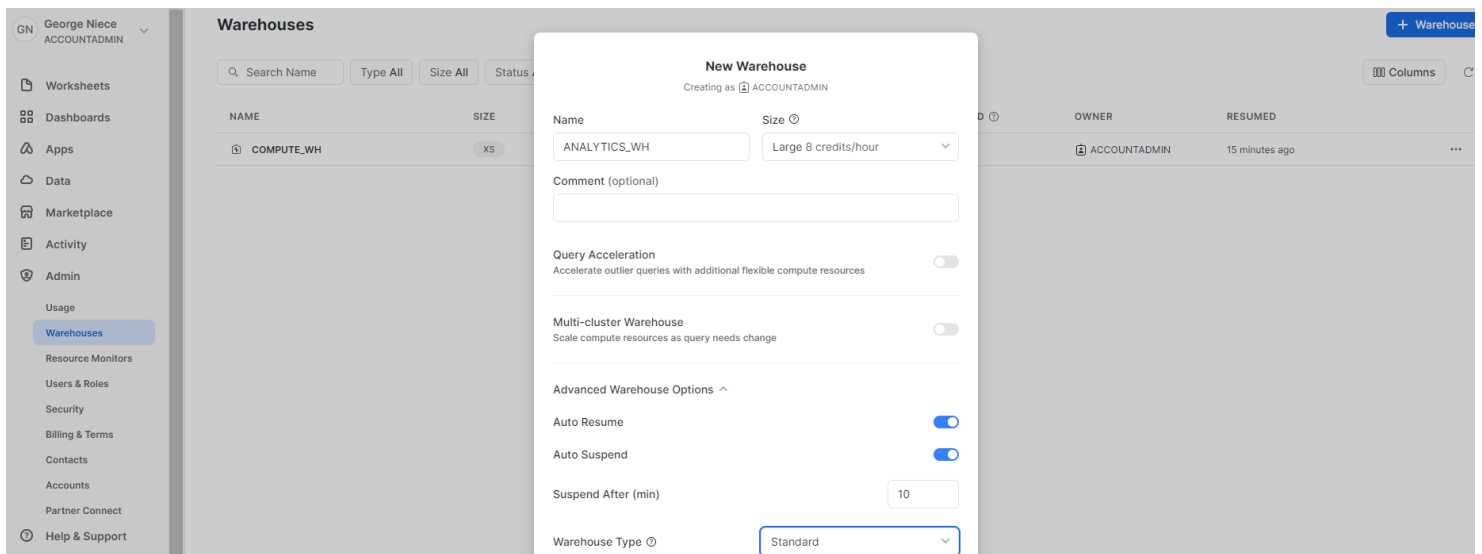 GN
George Niece
ACCOUNTADMIN
Worksheets
Dashboards
Apps
Data
Marketplace
Activity
Admin
Usage
Warehouses
Resource Monitors
Users & Roles
Security
Billing & Terms
Contacts
Accounts
Partner Connect
Help & Support
Warehouses
+ Warehouse
Search Name
Type All
Size All
Status
Columns
NAME SIZE D OWNER RESUMED
COMPUTE_WH XS ACCOUNTADMIN 15 minutes ago ...
New Warehouse
Creating as ACCOUNTADMIN
Name Size
ANALYTICS_WH Large 8 credits/hour
Comment (optional)
Query Acceleration
Accelerate outlier queries with additional flexible compute resources
Multi-cluster Warehouse
Scale compute resources as query needs change
Advanced Warehouse Options
Auto Resume
Auto Suspend
Suspend After (min) 10
Warehouse Type Standard